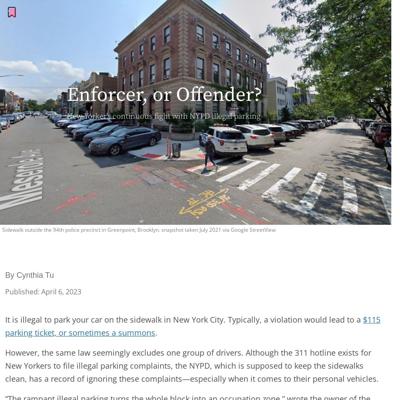 Enforcer, or Offender?
New Yorker's continuous fight with NYPD illegal parking
Meserole Av
Sidewalk outside the 94th police precinct in Greenpoint, Brooklyn; snapshot taken July 2021 via Google StreetView
By Cynthia Tu
Published: April 6, 2023
It is illegal to park your car on the sidewalk in New York City. Typically, a violation would lead to a $115
parking ticket, or sometimes a summons.
However, the same law seemingly excludes one group of drivers. Although the 311 hotline exists for
New Yorkers to file illegal parking complaints, the NYPD, which is supposed to keep the sidewalks
clean, has a record of ignoring these complaints—especially when it comes to their personal vehicles.
"The rampant illegal parking turns the whole block into an occupation zone," wrote the owner of the